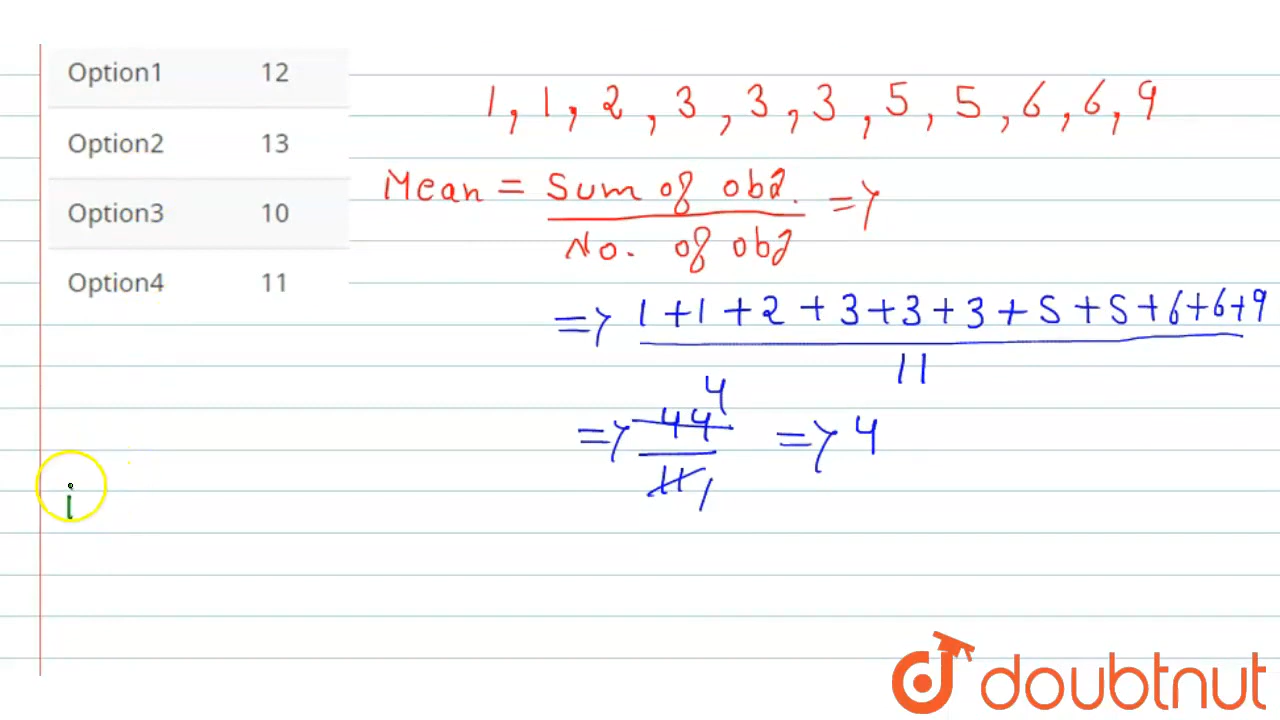 Option1 12
Option2 13
Option3 10
Option4 11
1, 1, 2, 3, 3, 3, 5, 5, 6, 6, 9
Mean = Sum of obs. =>
No. of obs
=> 1+1+2+3+3+3+5+5+6+6+9
11
=> 44 4 => 4
11 1
i
doubtnut